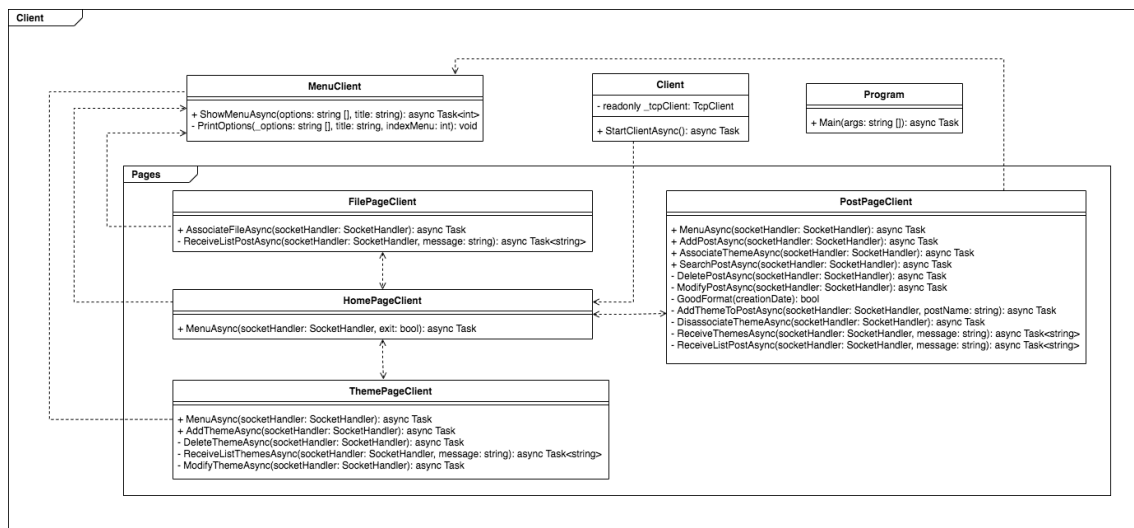 Client
MenuClient
+ ShowMenuAsync(options: string [], title: string): async Task<int>
- PrintOptions(_options: string [], title: string, indexMenu: int): void
Client
- readonly _tcpClient: TcpClient
+ StartClientAsync(): async Task
Program
+ Main(args: string []): async Task
Pages
FilePageClient
+ AssociateFileAsync(socketHandler: SocketHandler): async Task
- ReceiveListPostAsync(socketHandler: SocketHandler, message: string): async Task<string>
PostPageClient
+ MenuAsync(socketHandler: SocketHandler): async Task
+ AddPostAsync(socketHandler: SocketHandler): async Task
+ AssociateThemeAsync(socketHandler: SocketHandler): async Task
+ SearchPostAsync(socketHandler: SocketHandler): async Task
- DeletePostAsync(socketHandler: SocketHandler): async Task
- ModifyPostAsync(socketHandler: SocketHandler): async Task
- GoodFormat(creationDate): bool
- AddThemeToPostAsync(socketHandler: SocketHandler, postName: string): async Task
- DisassociateThemeAsync(socketHandler: SocketHandler): async Task
- ReceiveThemesAsync(socketHandler: SocketHandler, message: string): async Task<string>
- ReceiveListPostAsync(socketHandler: SocketHandler, message: string): async Task<string>
HomePageClient
+ MenuAsync(socketHandler: SocketHandler, exit: bool): async Task
ThemePageClient
+ MenuAsync(socketHandler: SocketHandler): async Task
+ AddThemeAsync(socketHandler: SocketHandler): async Task
- DeleteThemeAsync(socketHandler: SocketHandler): async Task
- ReceiveListThemesAsync(socketHandler: SocketHandler, message: string): async Task<string>
- ModifyThemeAsync(socketHandler: SocketHandler): async Task